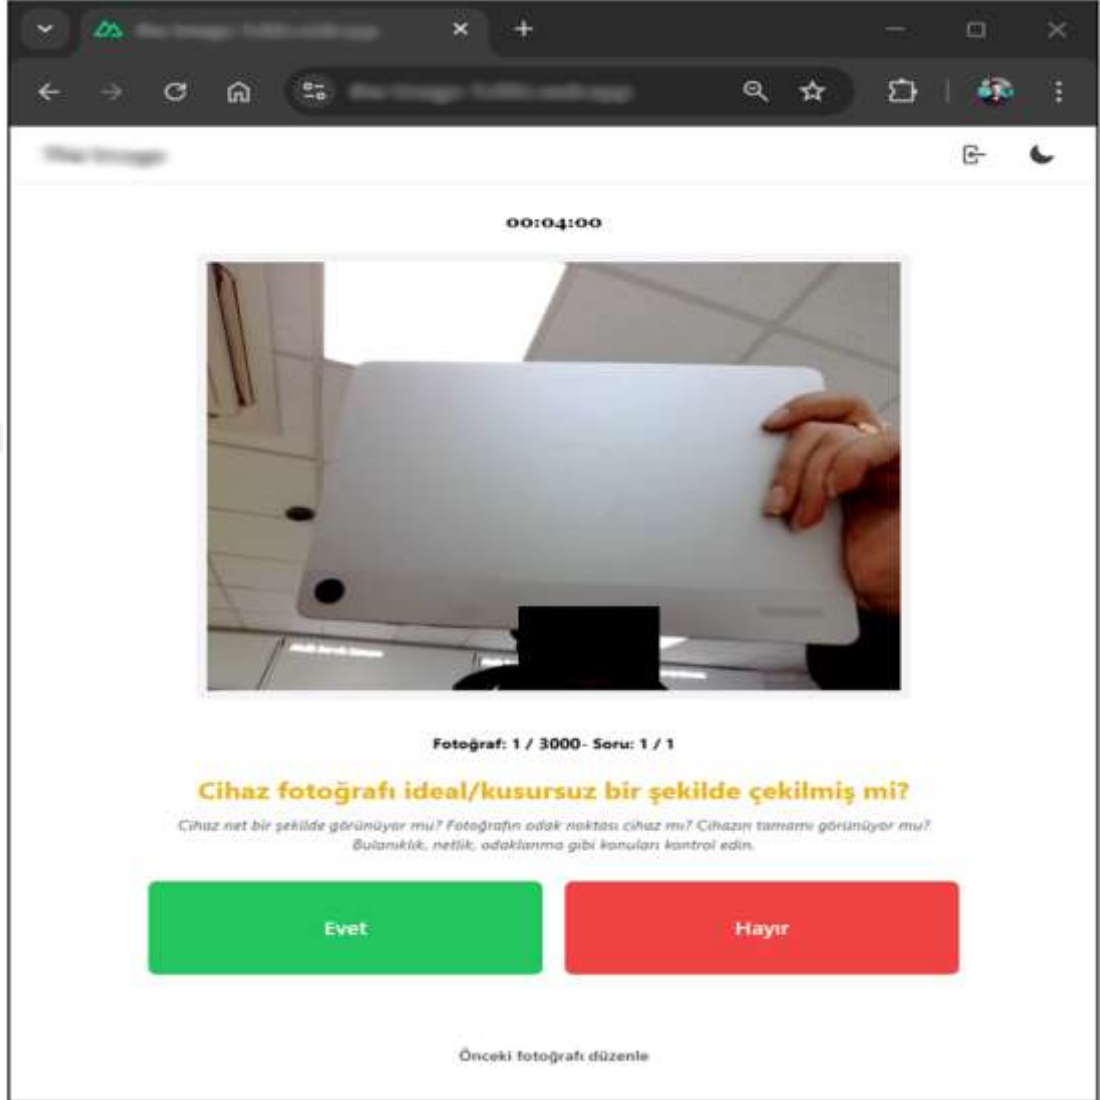 00:04:00
Fotoğraf: 1 / 3000- Soru: 1 / 1
Cihaz fotoğrafı ideal/kusursuz bir şekilde çekilmiş mi?
Cihaz net bir şekilde görünüyor mu? Fotoğrafın odak noktası cihaz mı? Cihazın tamamı görünüyor mu?
Bulanıklık, netlik, odaklanma gibi konuları kontrol edin.
Evet
Hayır
Önceki fotoğrafı düzenle